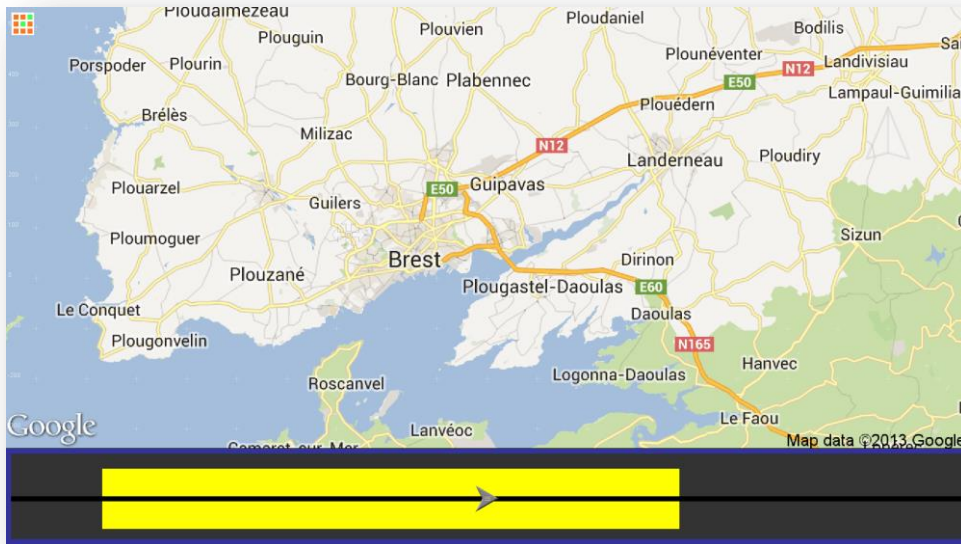 Ploudalmézeau
Plouguin
Plouvien
Ploudaniel
Bodilis
Porspoder
Plourin
Bourg-Blanc
Plabennec
Plounéventer
N12
Landivisiau
E50
Lampaul-Guimilia
Brélès
Milizac
Plouédern
N12
Landerneau
Ploudiry
Plouarzel
E50
Guipavas
Guilers
Ploumoguer
Sizun
Brest
Dirinon
Plouzané
Plougastel-Daoulas
E60
Le Conquet
Daoulas
Plougonvelin
N165
Hanvec
Roscanvel
Logonna-Daoulas
Le Faou
Google
Lanvéoc
Map data ©2013 Google